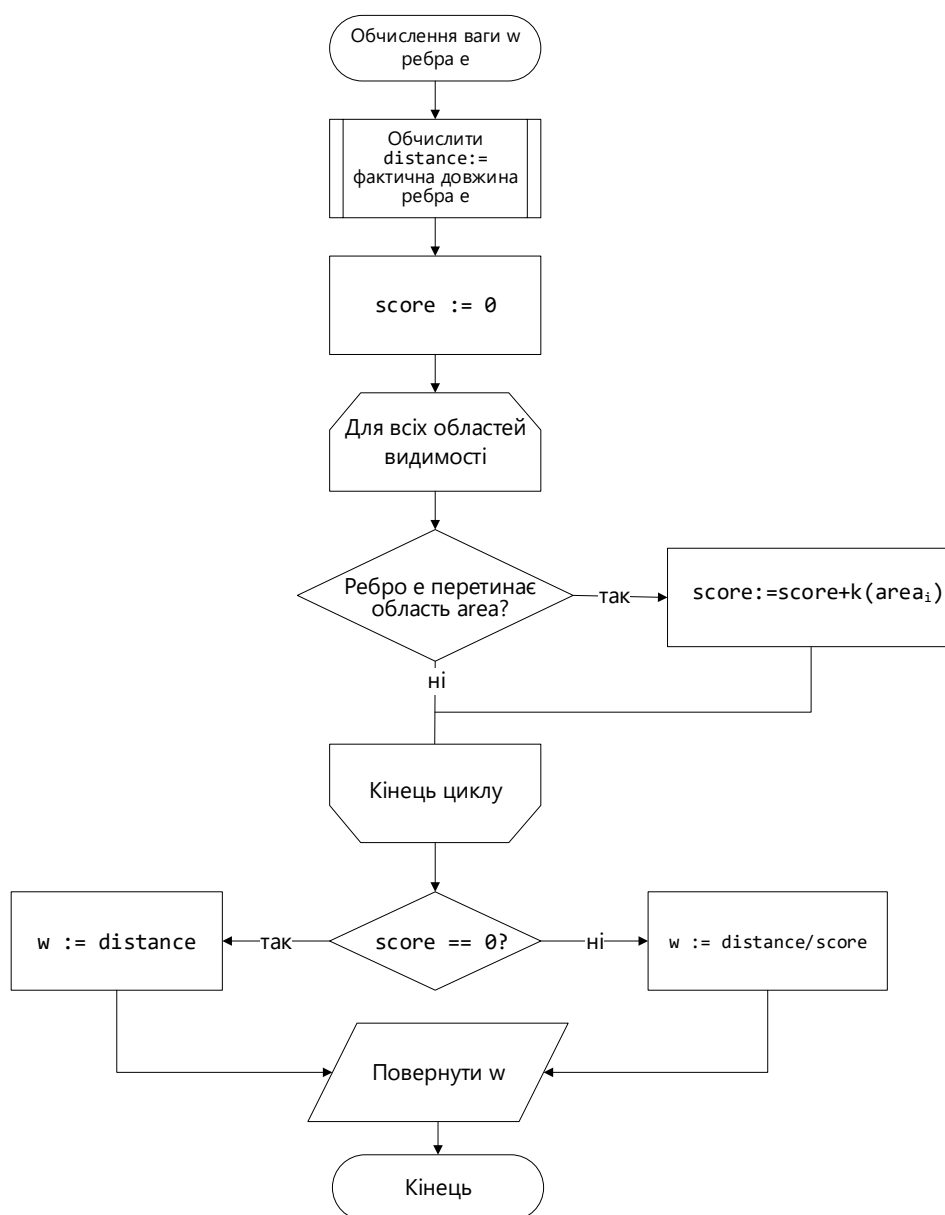 Обчислення ваги w
ребра e
Обчислити
distance:=
фактична довжина
ребра e
score := 0
Для всіх областей
видимості
Ребро e перетинає
область area?
так
score:=score+k(areaᵢ)
ні
Кінець циклу
w := distance
так
score == 0?
ні
w := distance/score
Повернути w
Кінець